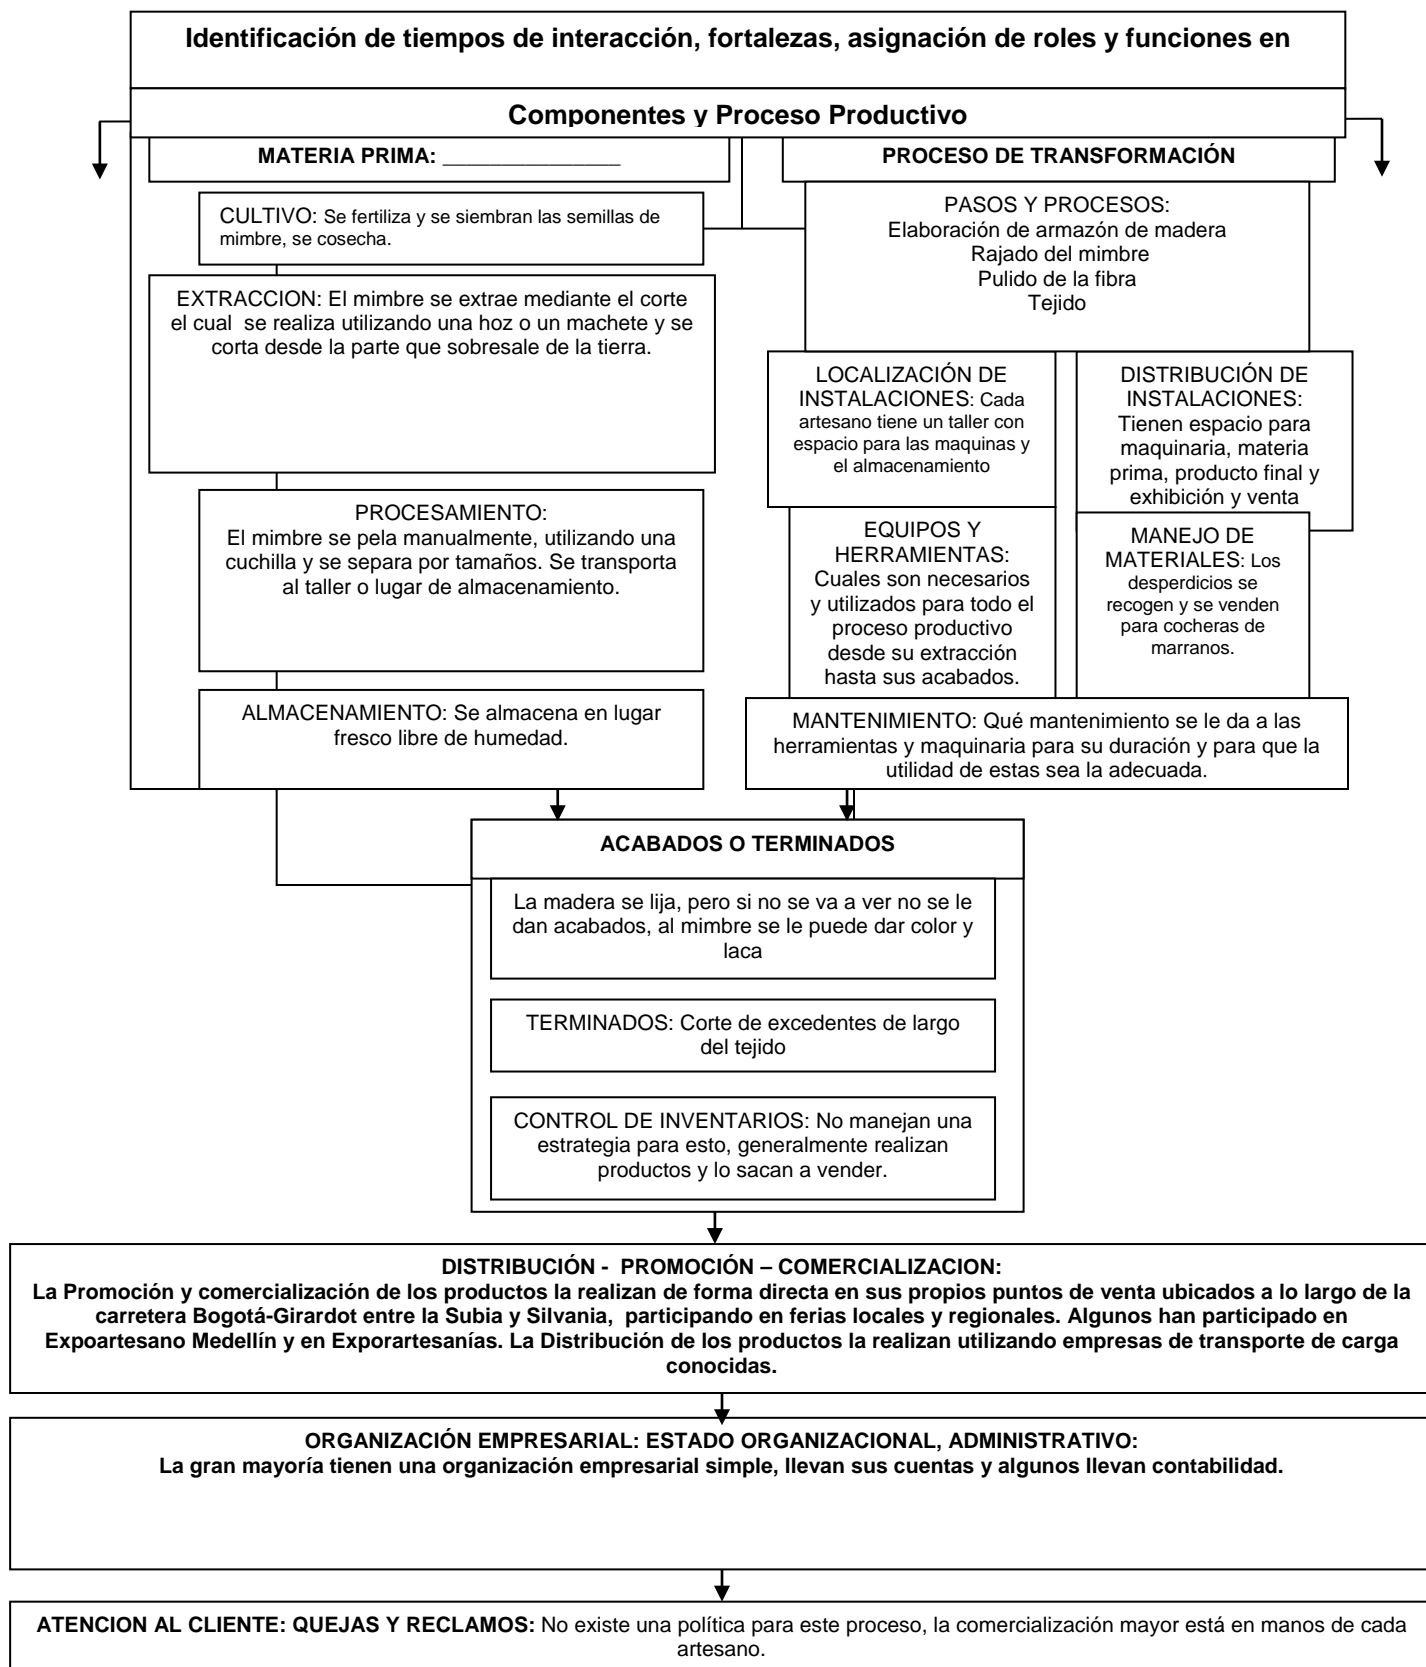 Identificación de tiempos de interacción, fortalezas, asignación de roles y funciones en
Componentes y Proceso Productivo
MATERIA PRIMA: _______________
CULTIVO: Se fertiliza y se siembran las semillas de
mimbre, se cosecha.
EXTRACCION: El mimbre se extrae mediante el corte
el cual se realiza utilizando una hoz o un machete y se
corta desde la parte que sobresale de la tierra.
PROCESAMIENTO:
El mimbre se pela manualmente, utilizando una
cuchilla y se separa por tamaños. Se transporta
al taller o lugar de almacenamiento.
ALMACENAMIENTO: Se almacena en lugar
fresco libre de humedad.
PROCESO DE TRANSFORMACIÓN
PASOS Y PROCESOS:
Elaboración de armazón de madera
Rajado del mimbre
Pulido de la fibra
Tejido
LOCALIZACIÓN DE
INSTALACIONES: Cada
artesano tiene un taller con
espacio para las maquinas y
el almacenamiento
DISTRIBUCIÓN DE
INSTALACIONES:
Tienen espacio para
maquinaria, materia
prima, producto final y
exhibición y venta
EQUIPOS Y
HERRAMIENTAS:
Cuales son necesarios
y utilizados para todo el
proceso productivo
desde su extracción
hasta sus acabados.
MANEJO DE
MATERIALES: Los
desperdicios se
recogen y se venden
para cocheras de
marranos.
MANTENIMIENTO: Qué mantenimiento se le da a las
herramientas y maquinaria para su duración y para que la
utilidad de estas sea la adecuada.
ACABADOS O TERMINADOS
La madera se lija, pero si no se va a ver no se le
dan acabados, al mimbre se le puede dar color y
laca
TERMINADOS: Corte de excedentes de largo
del tejido
CONTROL DE INVENTARIOS: No manejan una
estrategia para esto, generalmente realizan
productos y lo sacan a vender.
DISTRIBUCIÓN - PROMOCIÓN – COMERCIALIZACION:
La Promoción y comercialización de los productos la realizan de forma directa en sus propios puntos de venta ubicados a lo largo de la
carretera Bogotá-Girardot entre la Subia y Silvania, participando en ferias locales y regionales. Algunos han participado en
Expoartesano Medellín y en Exporartesanías. La Distribución de los productos la realizan utilizando empresas de transporte de carga
conocidas.
ORGANIZACIÓN EMPRESARIAL: ESTADO ORGANIZACIONAL, ADMINISTRATIVO:
La gran mayoría tienen una organización empresarial simple, llevan sus cuentas y algunos llevan contabilidad.
ATENCION AL CLIENTE: QUEJAS Y RECLAMOS: No existe una política para este proceso, la comercialización mayor está en manos de cada
artesano.